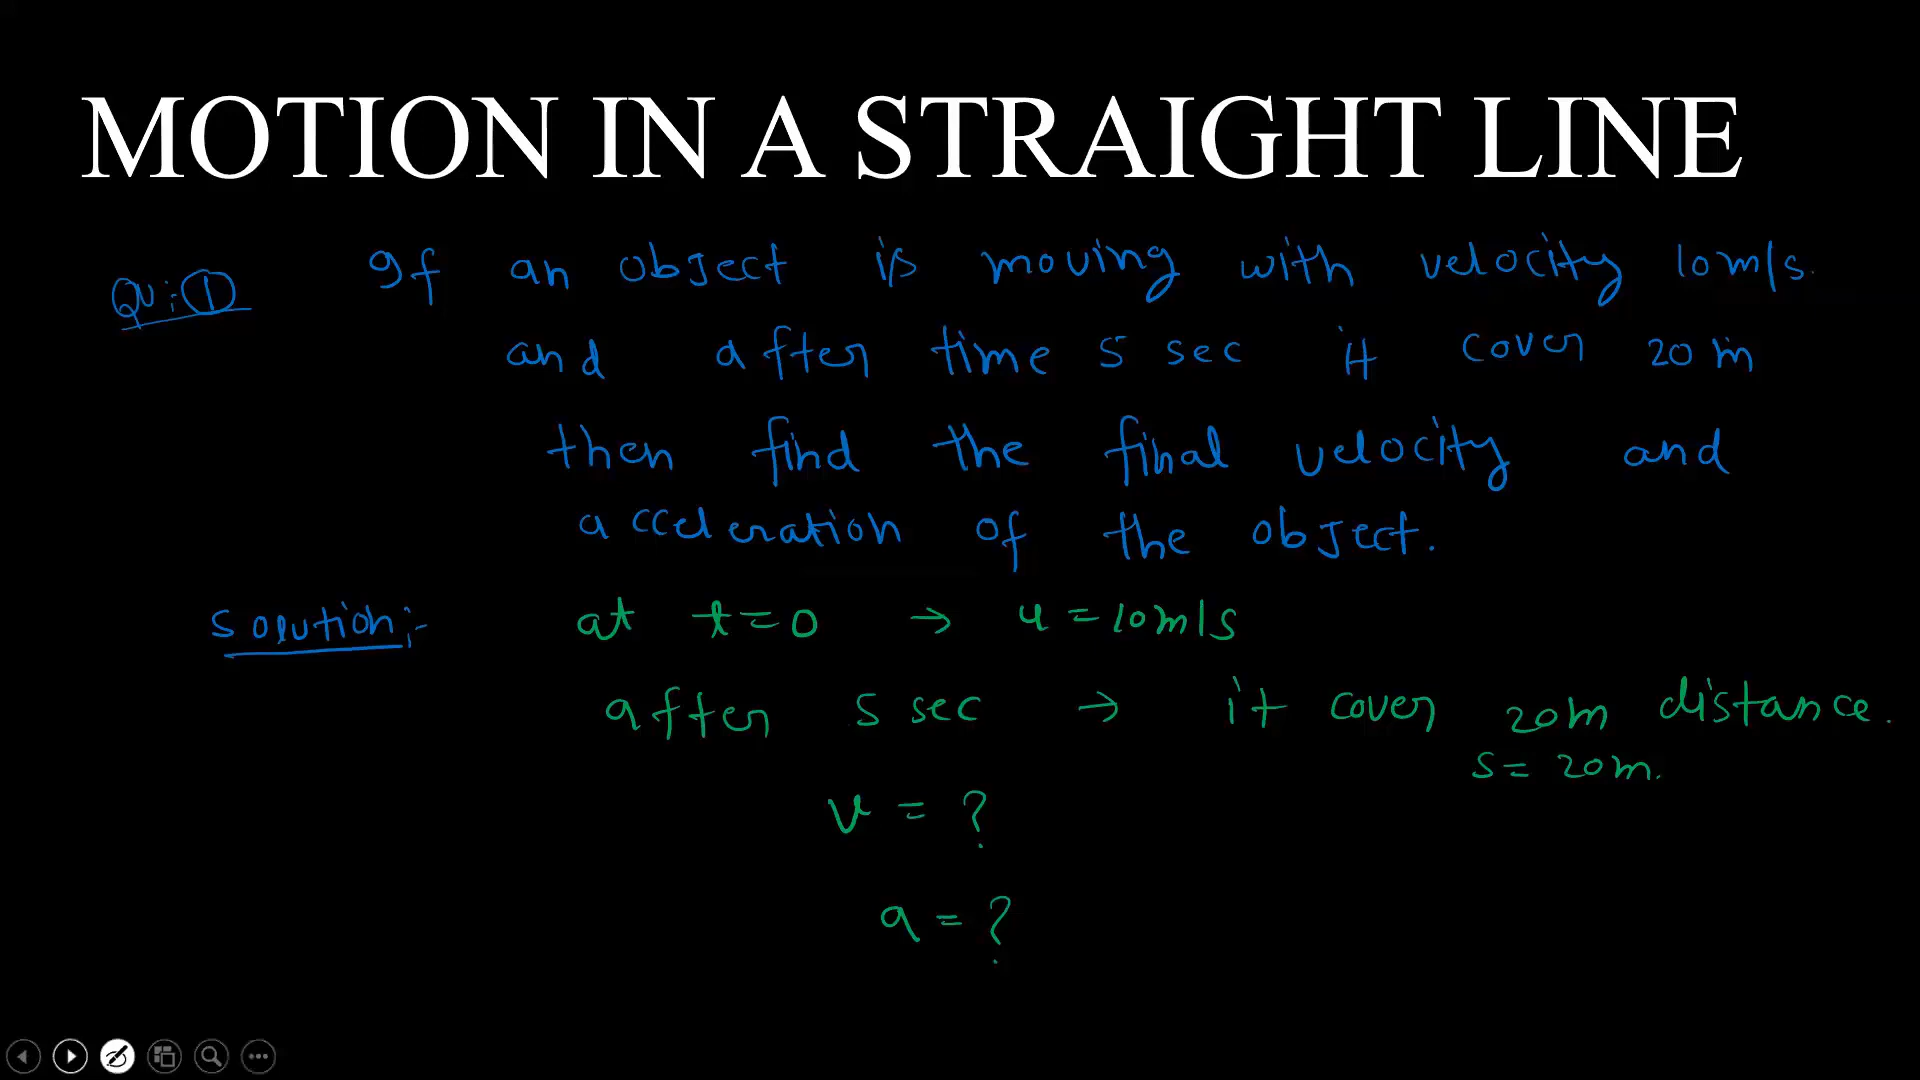 MOTION IN A STRAIGHT LINE
Qu:① If an object is moving with velocity 10m/s.
and after time 5 sec it cover 20 m
then find the final velocity and
acceleration of the object.
Solution:- at t=0 → u=10m/s
after 5 sec → it cover 20m distance.
s= 20m.
v = ?
a = ?